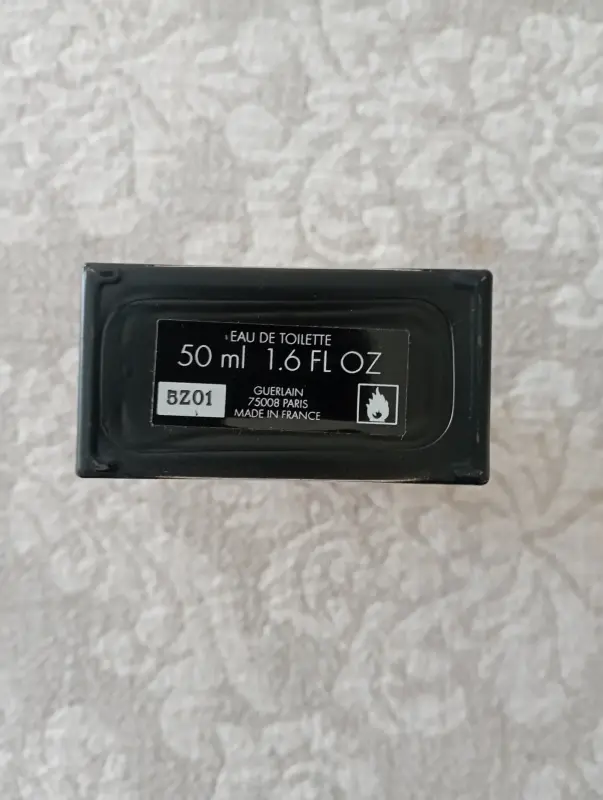 EAU DE TOILETTE
50 ml 1.6 FL OZ
GUERLAIN
75008 PARIS
MADE IN FRANCE
5Z01